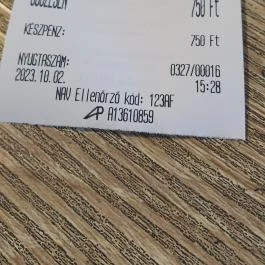 ÖSSZESEN 750 Ft
KÉSZPÉNZ: 750 Ft
NYUGTASZÁM: 0327/00016
2023.10.02. 15:28
NAV Ellenőrző kód: 123AF
AP A13610859